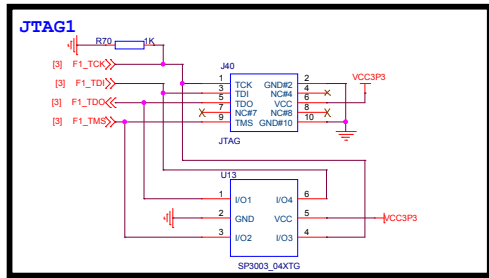 JTAG1
R70 1K
[3] F1_TCK
J40
[3] F1_TDI
1 TCK GND#2 2
VCC3P3
3 TDI NC#4 4
[3] F1_TDO
5 TDO VCC 6
7 NC#7 NC#8 8
[3] F1_TMS
9 TMS GND#10 10
JTAG
U13
1 I/O1 I/O4 6
2 GND VCC 5 VCC3P3
3 I/O2 I/O3 4
SP3003_04XTG